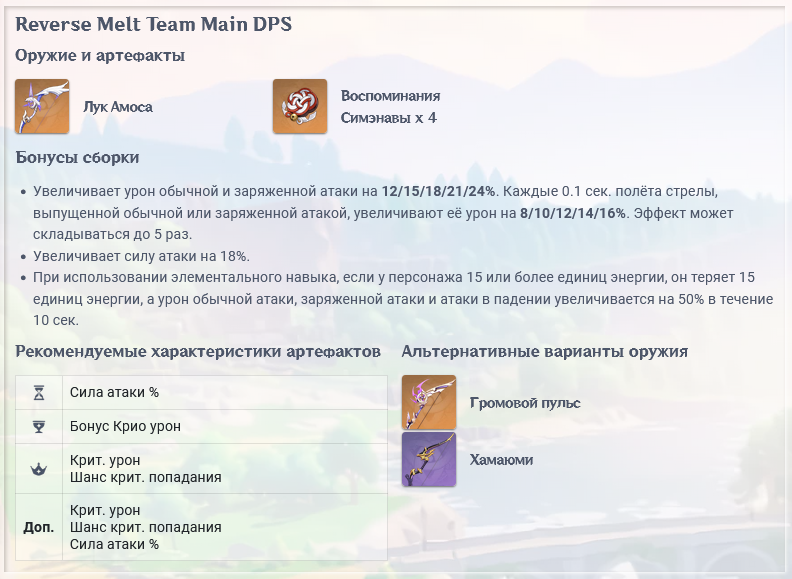 Reverse Melt Team Main DPS
Оружие и артефакты
Лук Амоса
Воспоминания
Симэнавы x 4
Бонусы сборки
Увеличивает урон обычной и заряженной атаки на 12/15/18/21/24%. Каждые 0.1 сек. полёта стрелы,
выпущенной обычной или заряженной атакой, увеличивают её урон на 8/10/12/14/16%. Эффект может
складываться до 5 раз.
Увеличивает силу атаки на 18%.
При использовании элементального навыка, если у персонажа 15 или более единиц энергии, он теряет 15
единиц энергии, а урон обычной атаки, заряженной атаки и атаки в падении увеличивается на 50% в течение
10 сек.
Рекомендуемые характеристики артефактов
Сила атаки %
Бонус Крио урон
Крит. урон
Шанс крит. попадания
Доп.
Крит. урон
Шанс крит. попадания
Сила атаки %
Альтернативные варианты оружия
Громовой пульс
Хамаюми